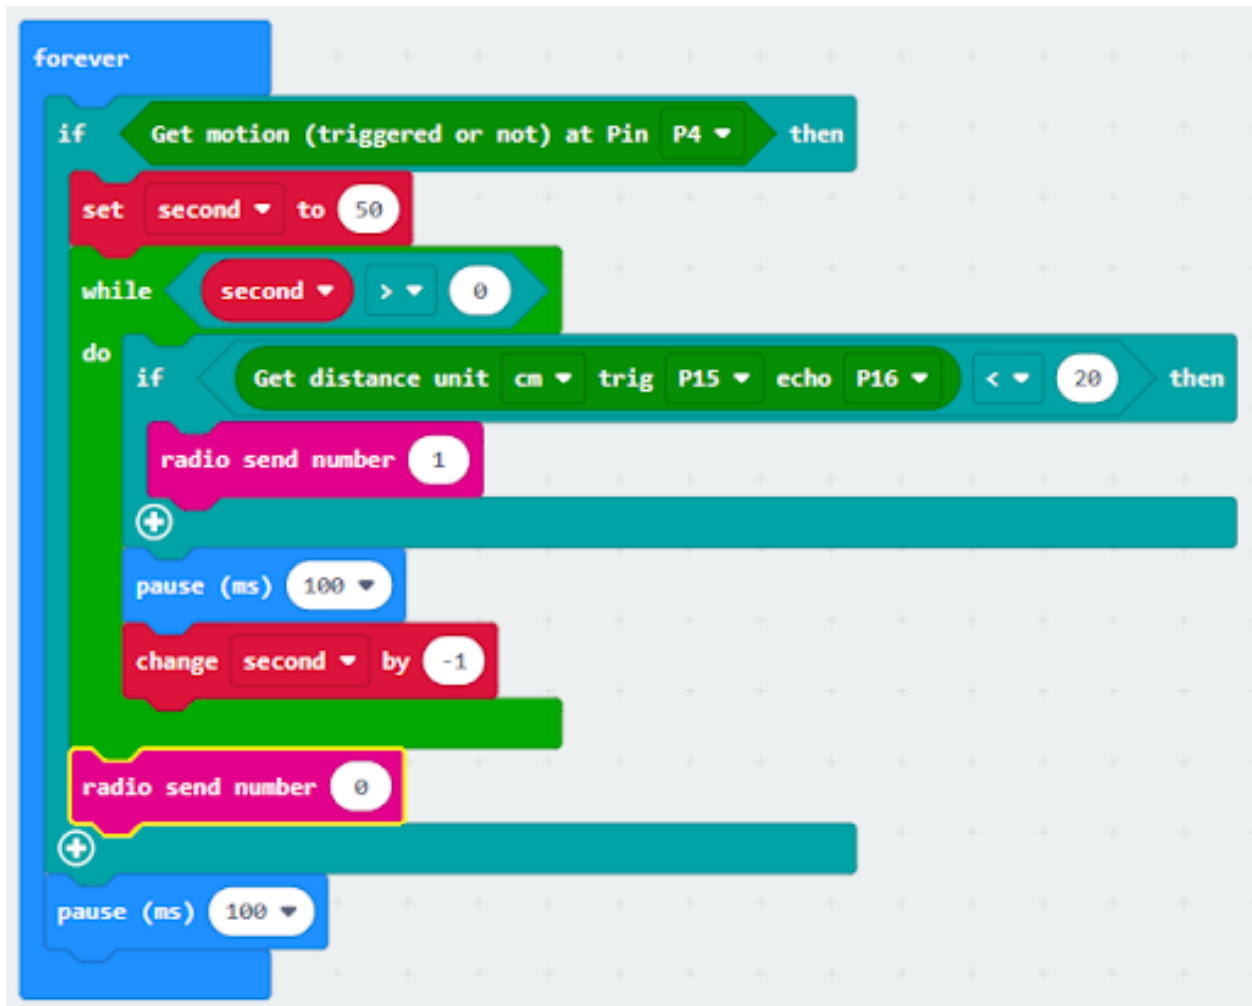 forever
if Get motion (triggered or not) at Pin P4 then
set second to 50
while second > 0
do
if Get distance unit cm trig P15 echo P16 < 20 then
radio send number 1
pause (ms) 100
change second by -1
radio send number 0
pause (ms) 100